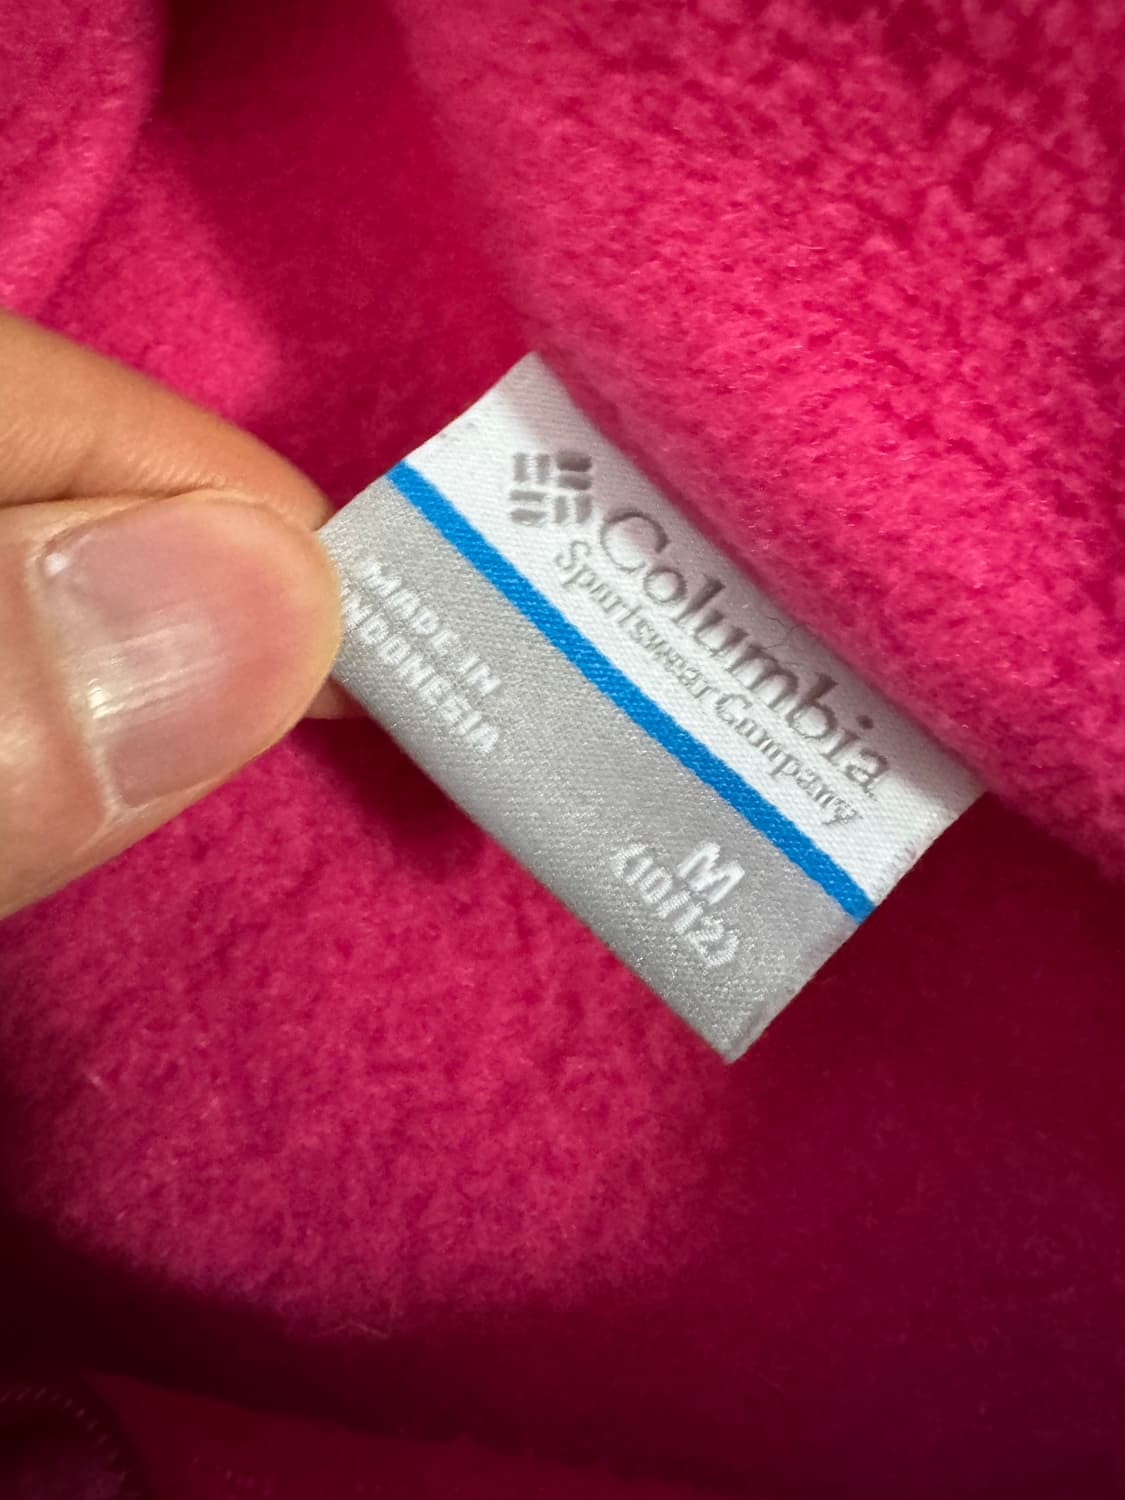 Columbia
Sportswear Company
MADE IN
INDONESIA
M
(10/12)